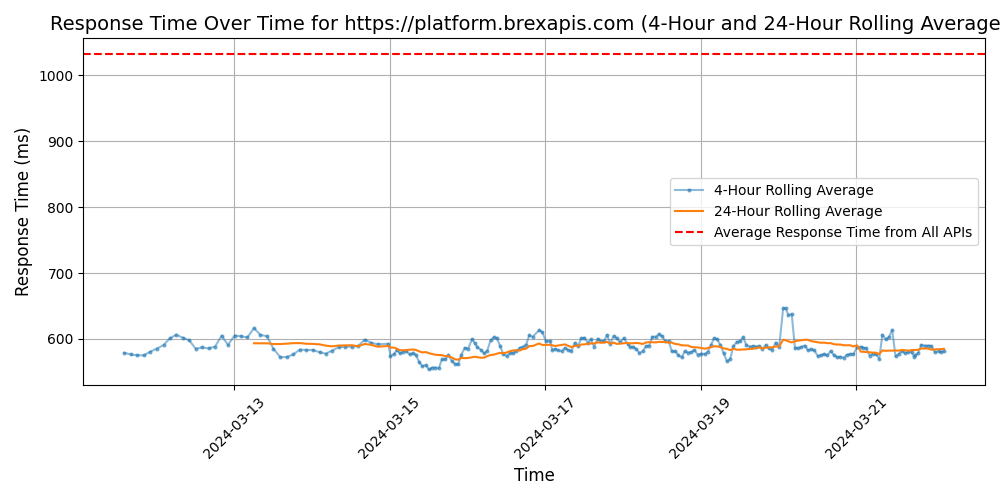 Response Time Over Time for https://platform.brexapis.com (4-Hour and 24-Hour Rolling Average
Response Time (ms)
1000
900
800
700
600
4-Hour Rolling Average
24-Hour Rolling Average
Average Response Time from All APIs
2024-03-13
2024-03-15
2024-03-17
2024-03-19
2024-03-21
Time